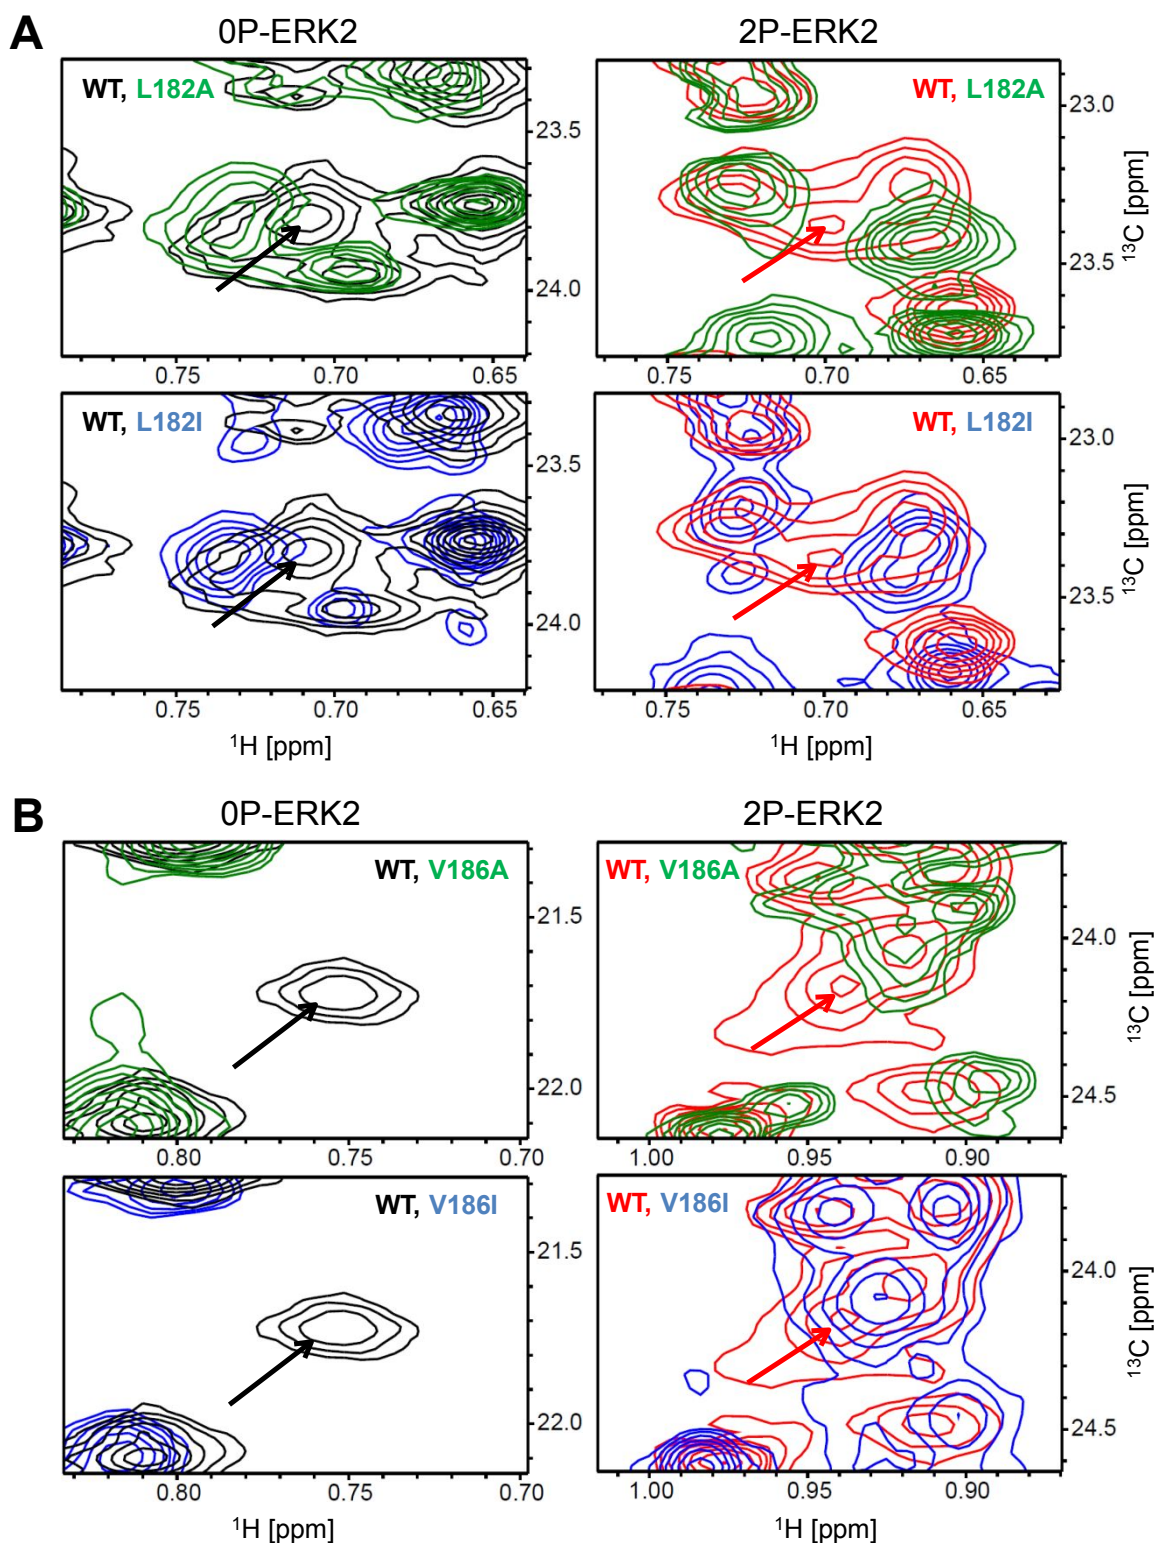 A
0P-ERK2
2P-ERK2
WT, L182A
WT, L182A
23.5
24.0
23.0
23.5
¹³C [ppm]
0.75
0.70
0.65
0.75
0.70
0.65
WT, L182I
WT, L182I
23.5
24.0
23.0
23.5
¹³C [ppm]
0.75
0.70
0.65
0.75
0.70
0.65
¹H [ppm]
¹H [ppm]
B
0P-ERK2
2P-ERK2
WT, V186A
WT, V186A
21.5
22.0
24.0
24.5
¹³C [ppm]
0.80
0.75
0.70
1.00
0.95
0.90
WT, V186I
WT, V186I
21.5
22.0
24.0
24.5
¹³C [ppm]
0.80
0.75
0.70
1.00
0.95
0.90
¹H [ppm]
¹H [ppm]